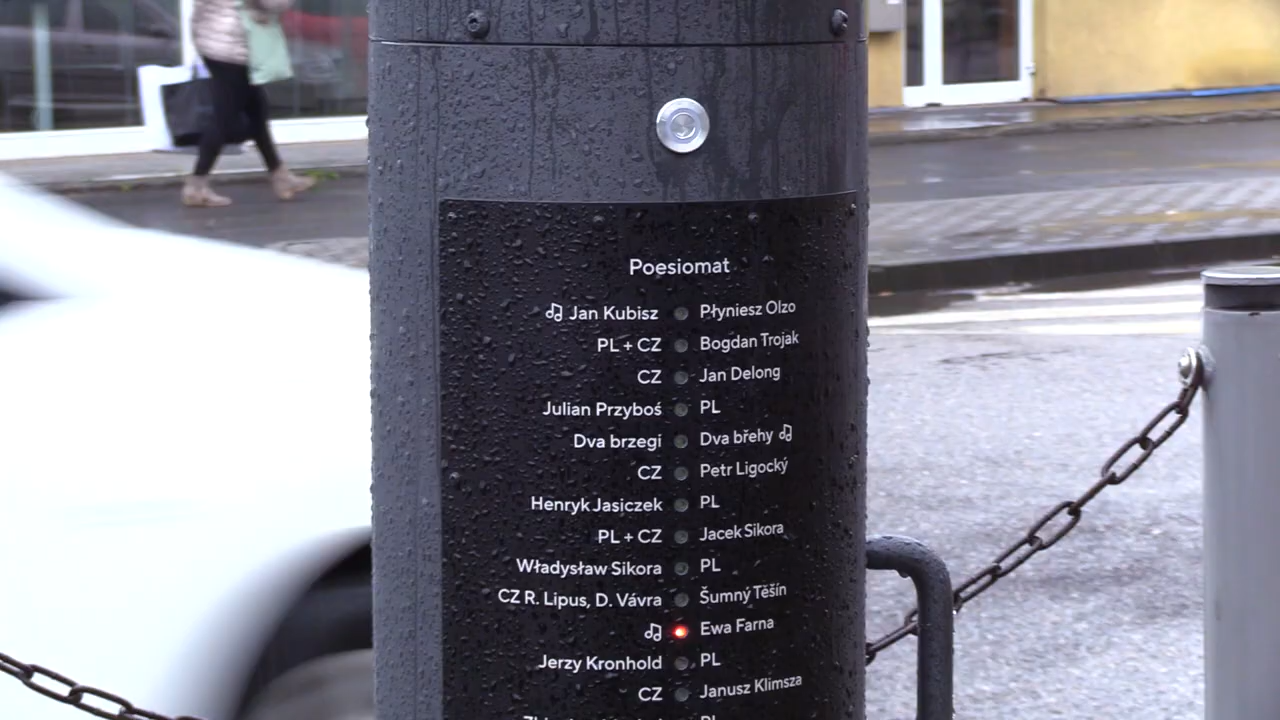 Poesiomat
Jan Kubisz Płyniesz Olzo
PL + CZ Bogdan Trojak
CZ Jan Delong
Julian Przyboś PL
Dva brzegi Dva břehy
CZ Petr Ligocký
Henryk Jasiczek PL
PL + CZ Jacek Sikora
Władysław Sikora PL
CZ R. Lipus, D. Vávra Šumný Těšín
Ewa Farna
Jerzy Kronhold PL
CZ Janusz Klimsza
PL